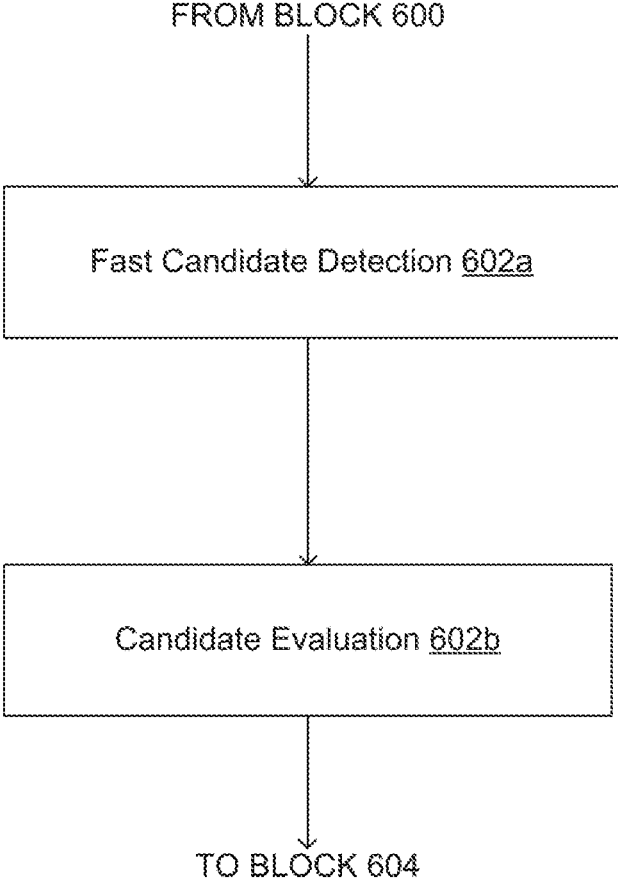 FROM BLOCK 600
Fast Candidate Detection 602a
Candidate Evaluation 602b
TO BLOCK 604